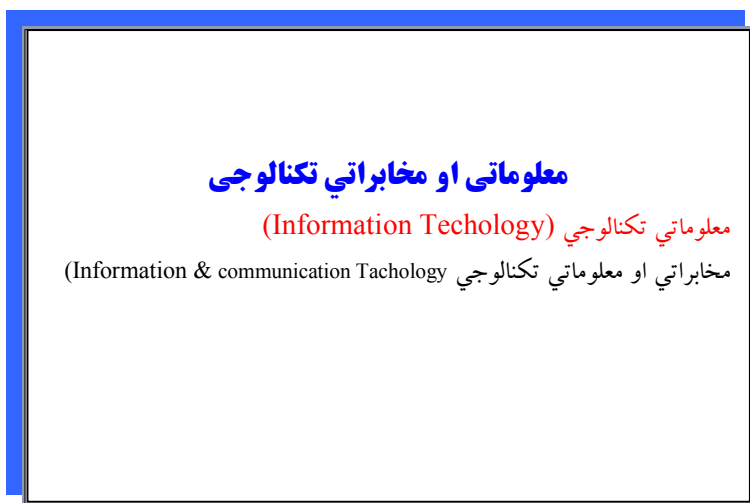 معلوماتی او مخابراتي تکنالوجی
معلوماتي تکنالوجي (Information Techology)
مخابراتي او معلوماتي تکنالوجي Information & communication Tachology)